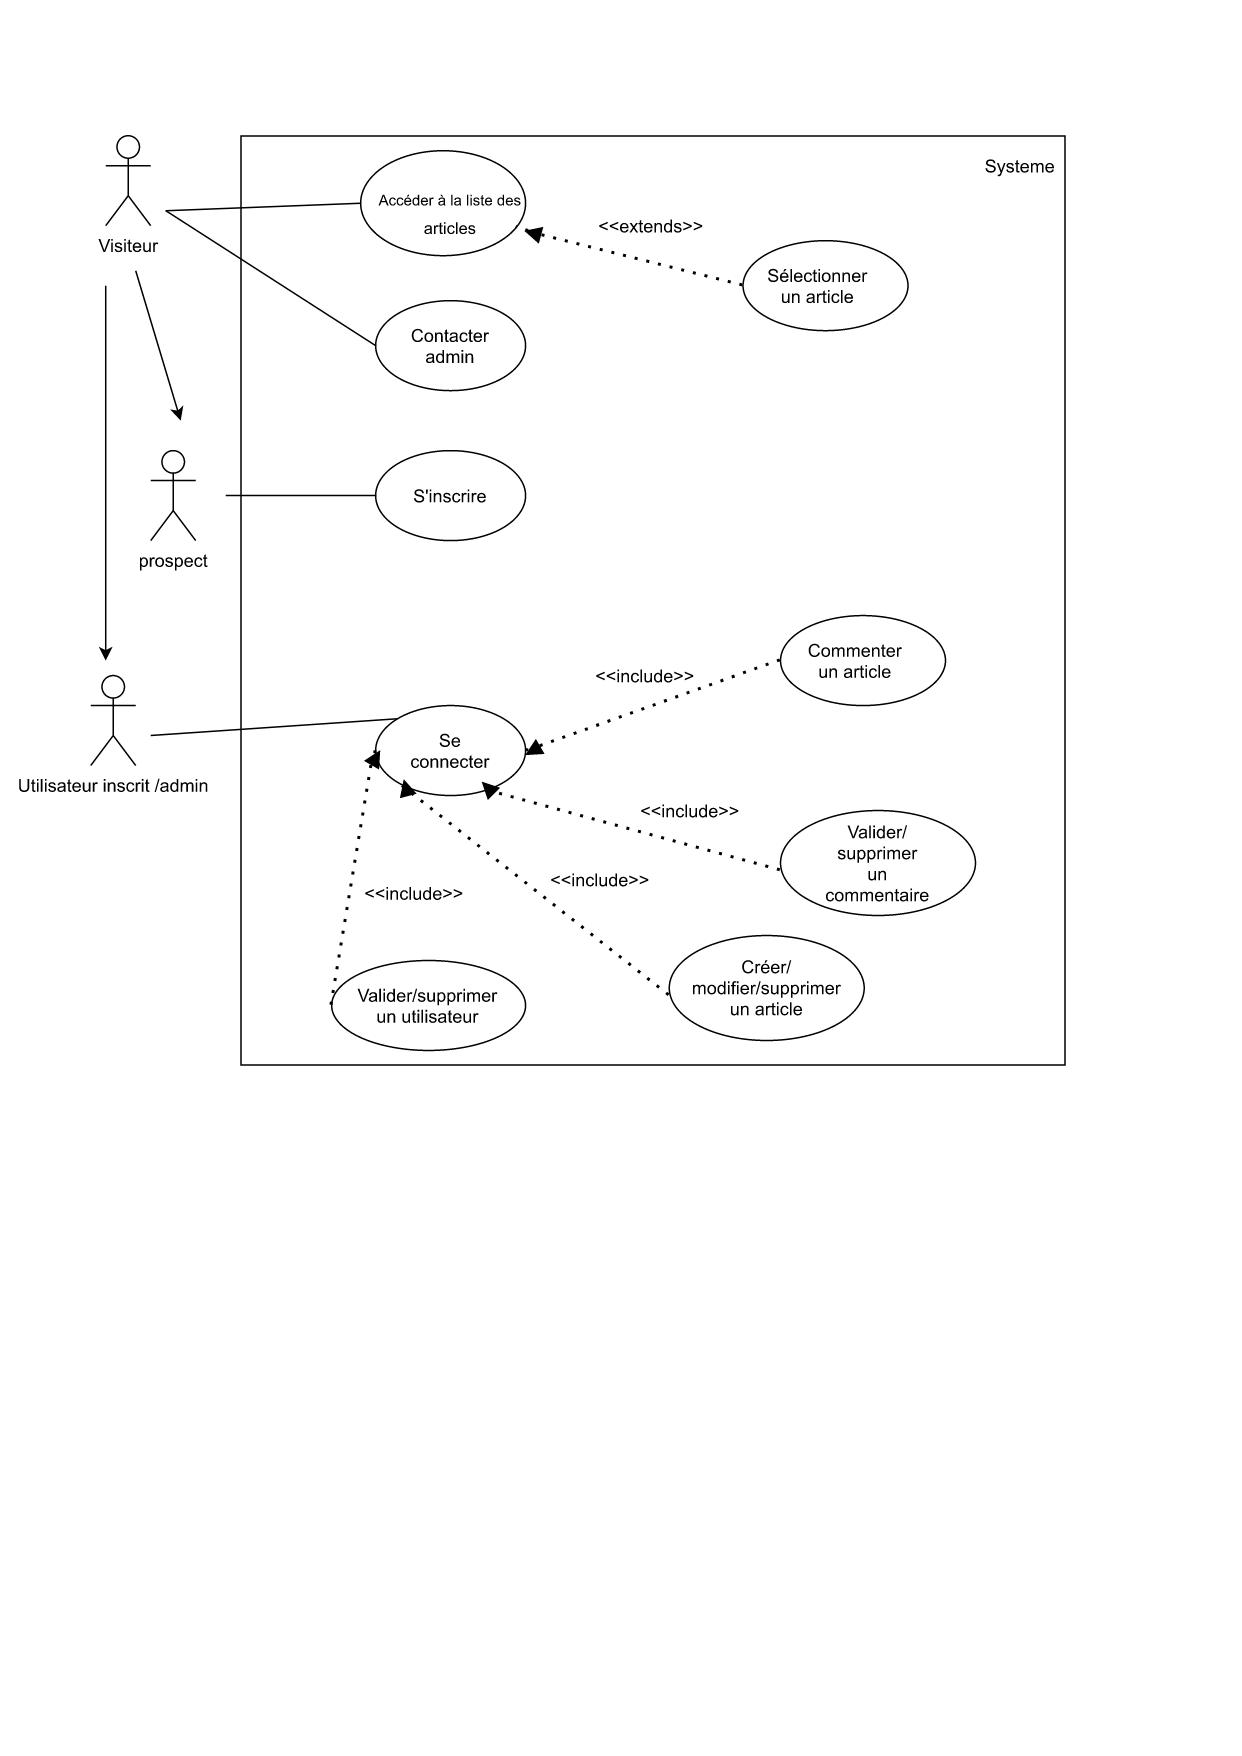 Systeme
Accéder à la liste des
articles
<<extends>>
Visiteur
Sélectionner
un article
Contacter
admin
S'inscrire
prospect
Commenter
un article
<<include>>
Se
connecter
Utilisateur inscrit /admin
<<include>>
Valider/
supprimer
un
commentaire
<<include>>
<<include>>
Créer/
modifier/supprimer
un article
Valider/supprimer
un utilisateur